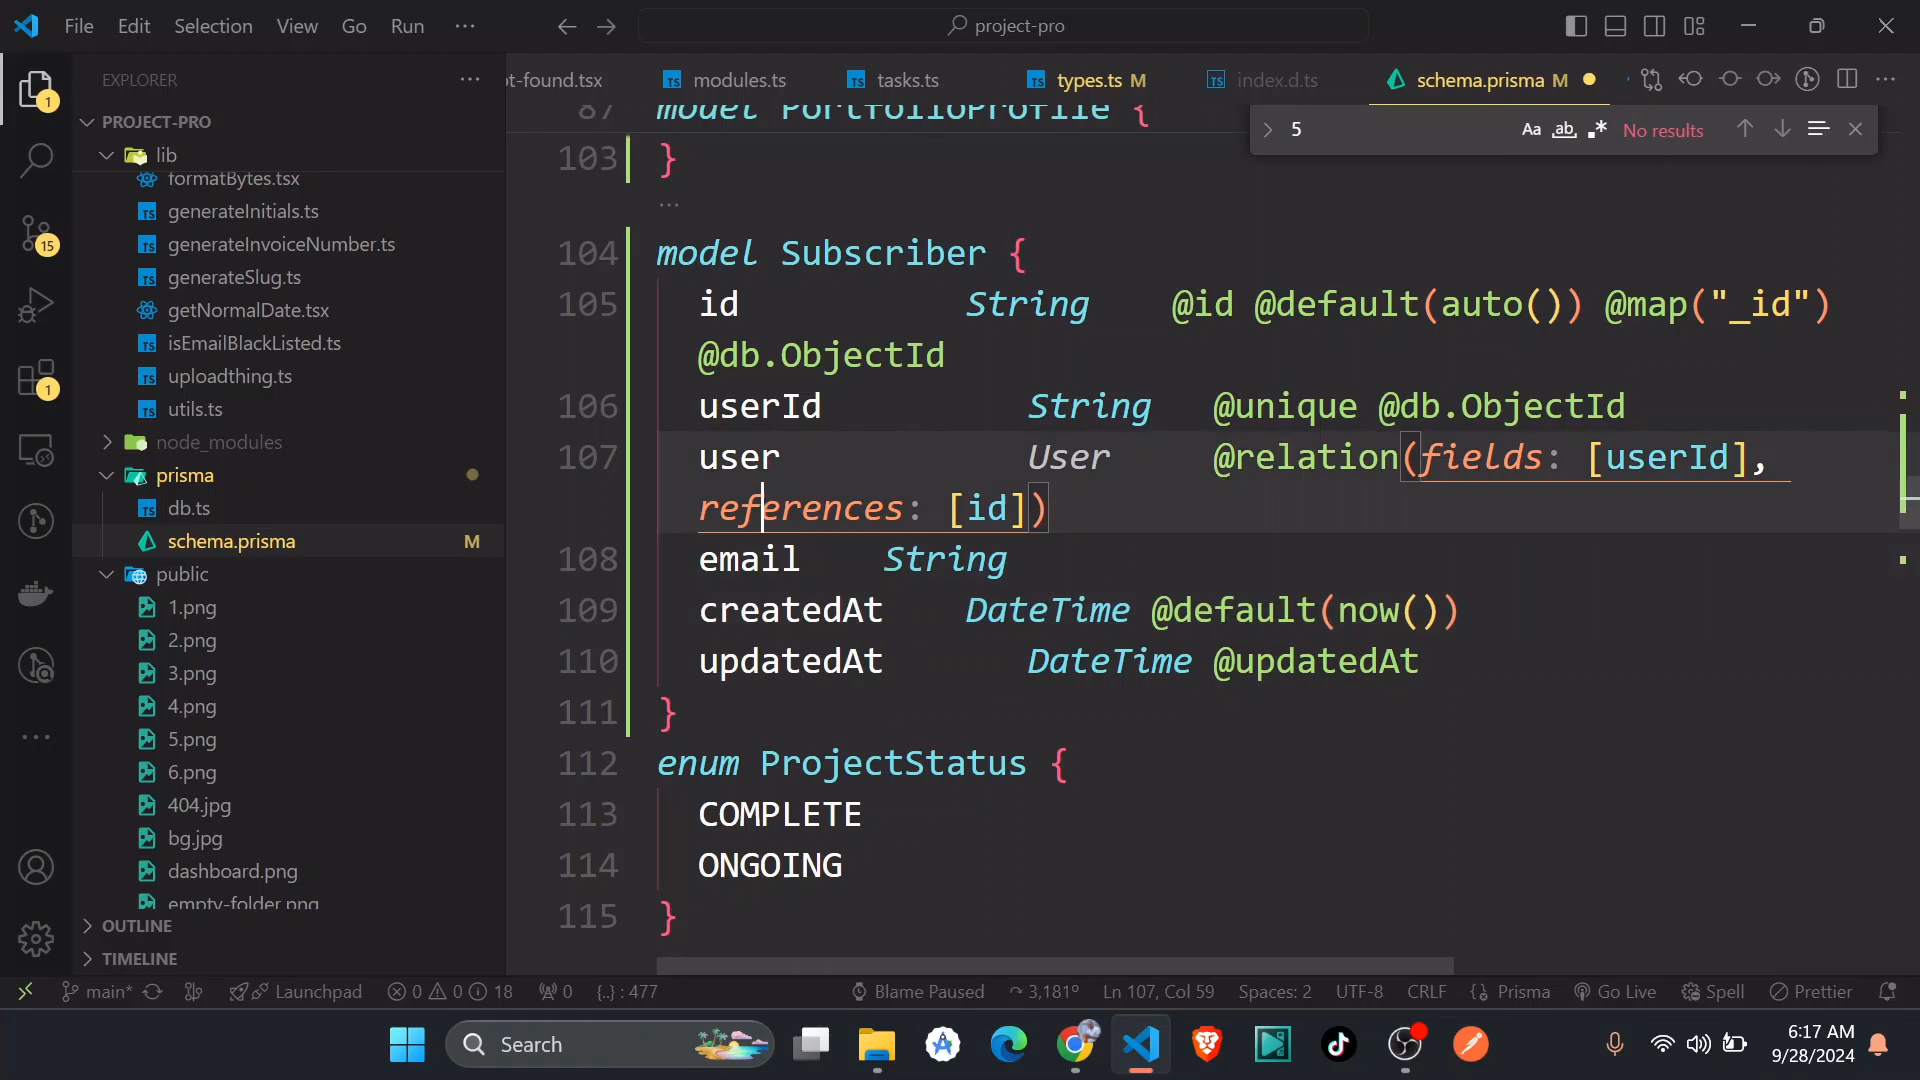 File Edit Selection View Go Run ··· project-pro
EXPLORER ···
ot-found.tsx modules.ts tasks.ts types.ts M index.d.ts schema.prisma M ···
PROJECT-PRO
lib
formatBytes.tsx
generateInitials.ts
generateInvoiceNumber.ts
generateSlug.ts
getNormalDate.tsx
isEmailBlackListed.ts
uploadthing.ts
utils.ts
node_modules
prisma
db.ts
schema.prisma M
public
1.png
2.png
3.png
4.png
5.png
6.png
404.jpg
bg.jpg
dashboard.png
empty-folder.png
OUTLINE
TIMELINE
1
15
1
5 Aa ab .* No results
87 model PortfolioProfile {
103 }
···
104 model Subscriber {
105 id String @id @default(auto()) @map("_id")
@db.ObjectId
106 userId String @unique @db.ObjectId
107 user User @relation(fields: [userId],
references: [id])
108 email String
109 createdAt DateTime @default(now())
110 updatedAt DateTime @updatedAt
111 }
112 enum ProjectStatus {
113 COMPLETE
114 ONGOING
115 }
main* Launchpad 0 0 18 0 {..} : 477 Blame Paused 3,181º Ln 107, Col 59 Spaces: 2 UTF-8 CRLF Prisma Go Live Spell Prettier
Search
6:17 AM
9/28/2024